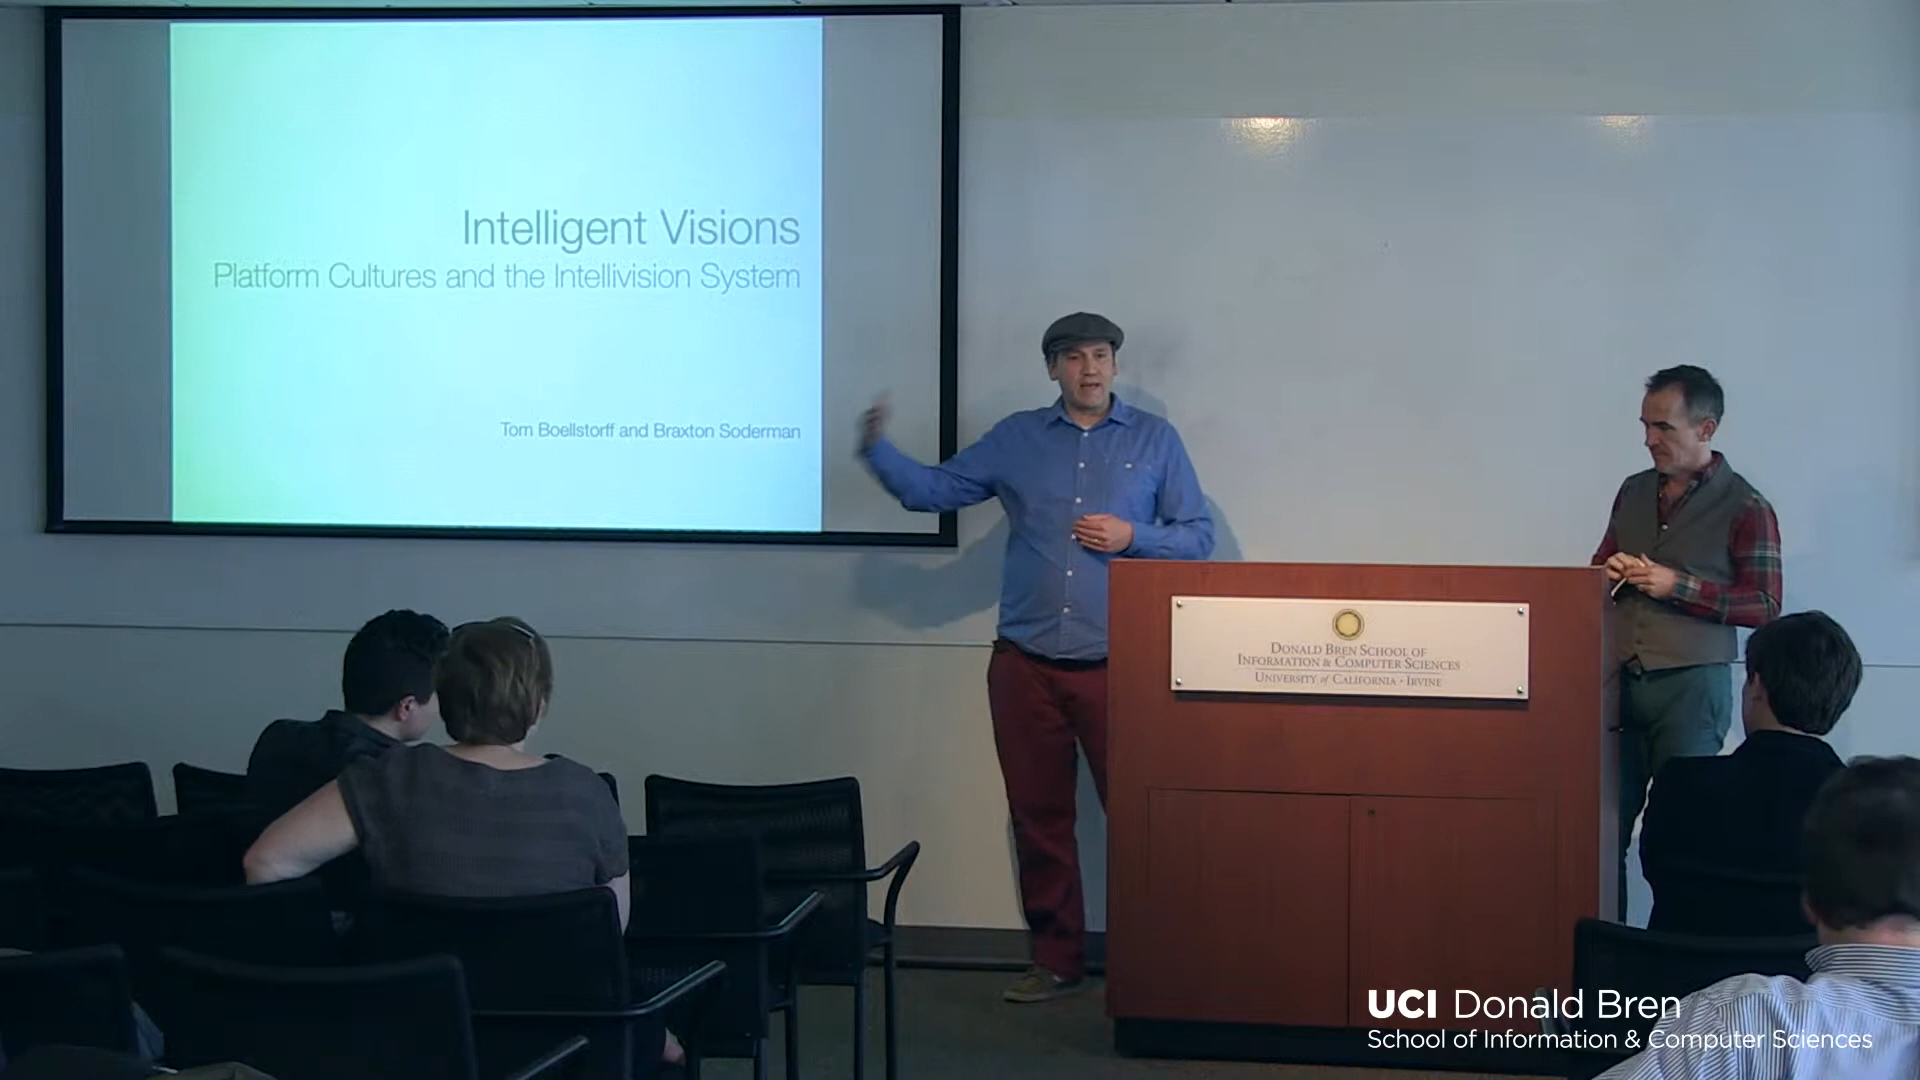 Intelligent Visions
Platform Cultures and the Intellivision System
Tom Boellstorff and Braxton Soderman
DONALD BREN SCHOOL OF
INFORMATION & COMPUTER SCIENCES
UNIVERSITY of CALIFORNIA • IRVINE
UCI Donald Bren
School of Information & Computer Sciences